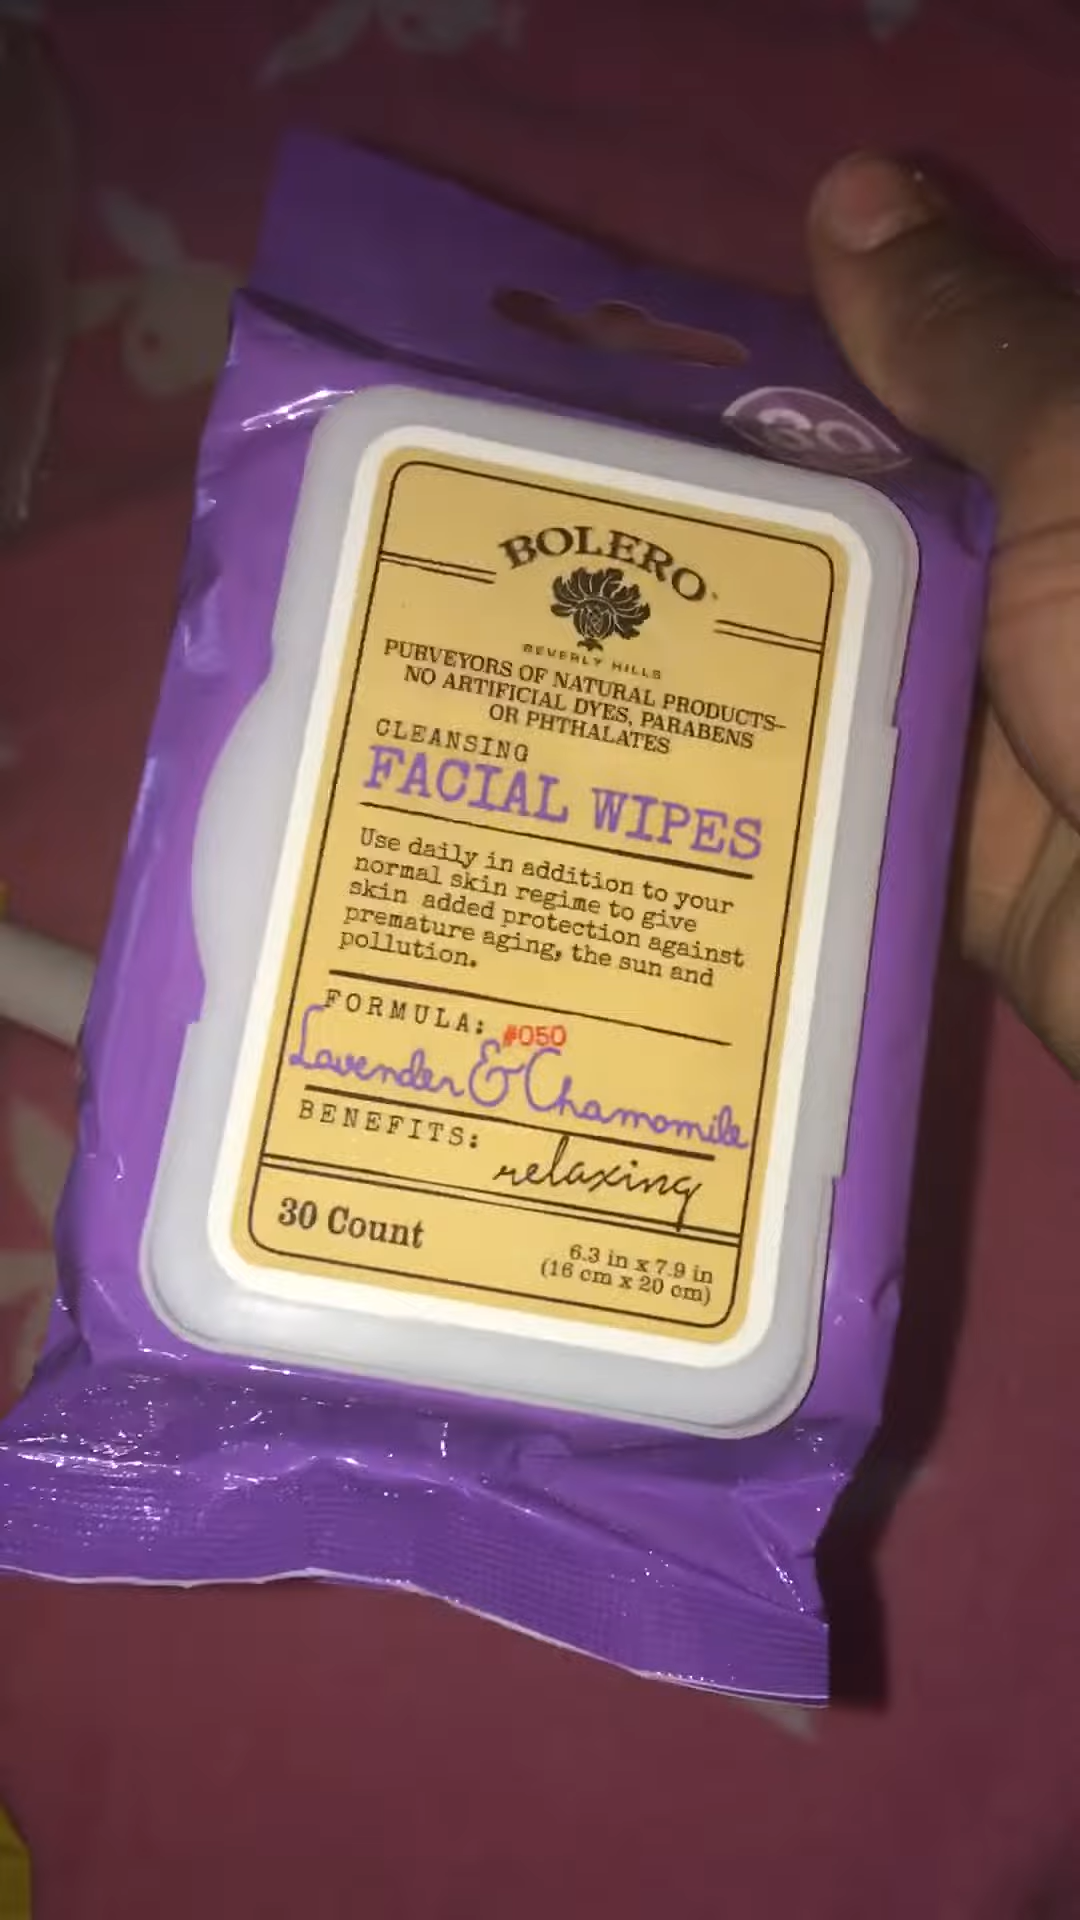 30
BOLERO
BEVERLY HILLS
PURVEYORS OF NATURAL PRODUCTS-
NO ARTIFICIAL DYES, PARABENS
OR PHTHALATES
CLEANSING
FACIAL WIPES
Use daily in addition to your
normal skin regime to give
skin added protection against
premature aging, the sun and
pollution.
FORMULA: #050
Lavender & Chamomile
BENEFITS: relaxing
30 Count
6.3 in x 7.9 in
(16 cm x 20 cm)